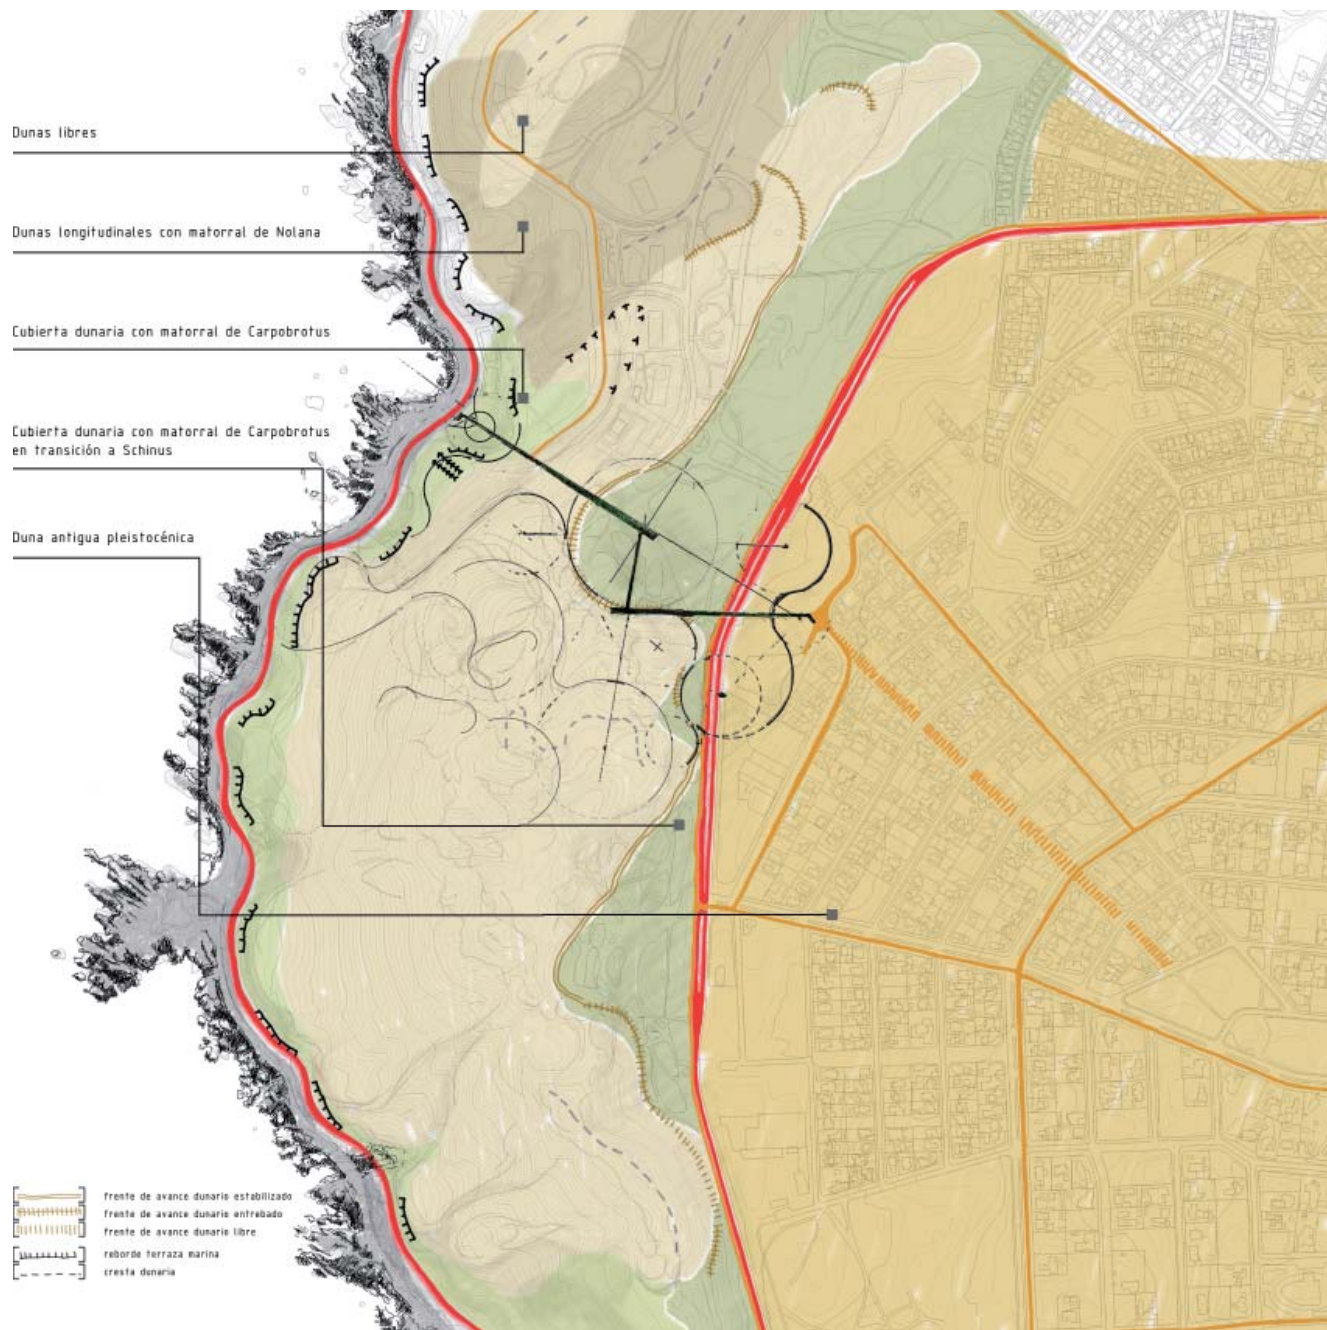 Dunas libres
Dunas longitudinales con matorral de Nolana
Cubierta dunaria con matorral de Carpobrotus
Cubierta dunaria con matorral de Carpobrotus
en transición a Schinus
Duna antigua pleistocénica
frente de avance dunario estabilizado
frente de avance dunario entrebado
frente de avance dunario libre
reborde terraza marina
cresta dunaria